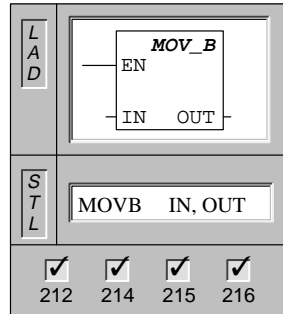 L
A
D
MOV_B
EN
IN OUT
S
T
L
MOVB IN, OUT
212 214 215 216